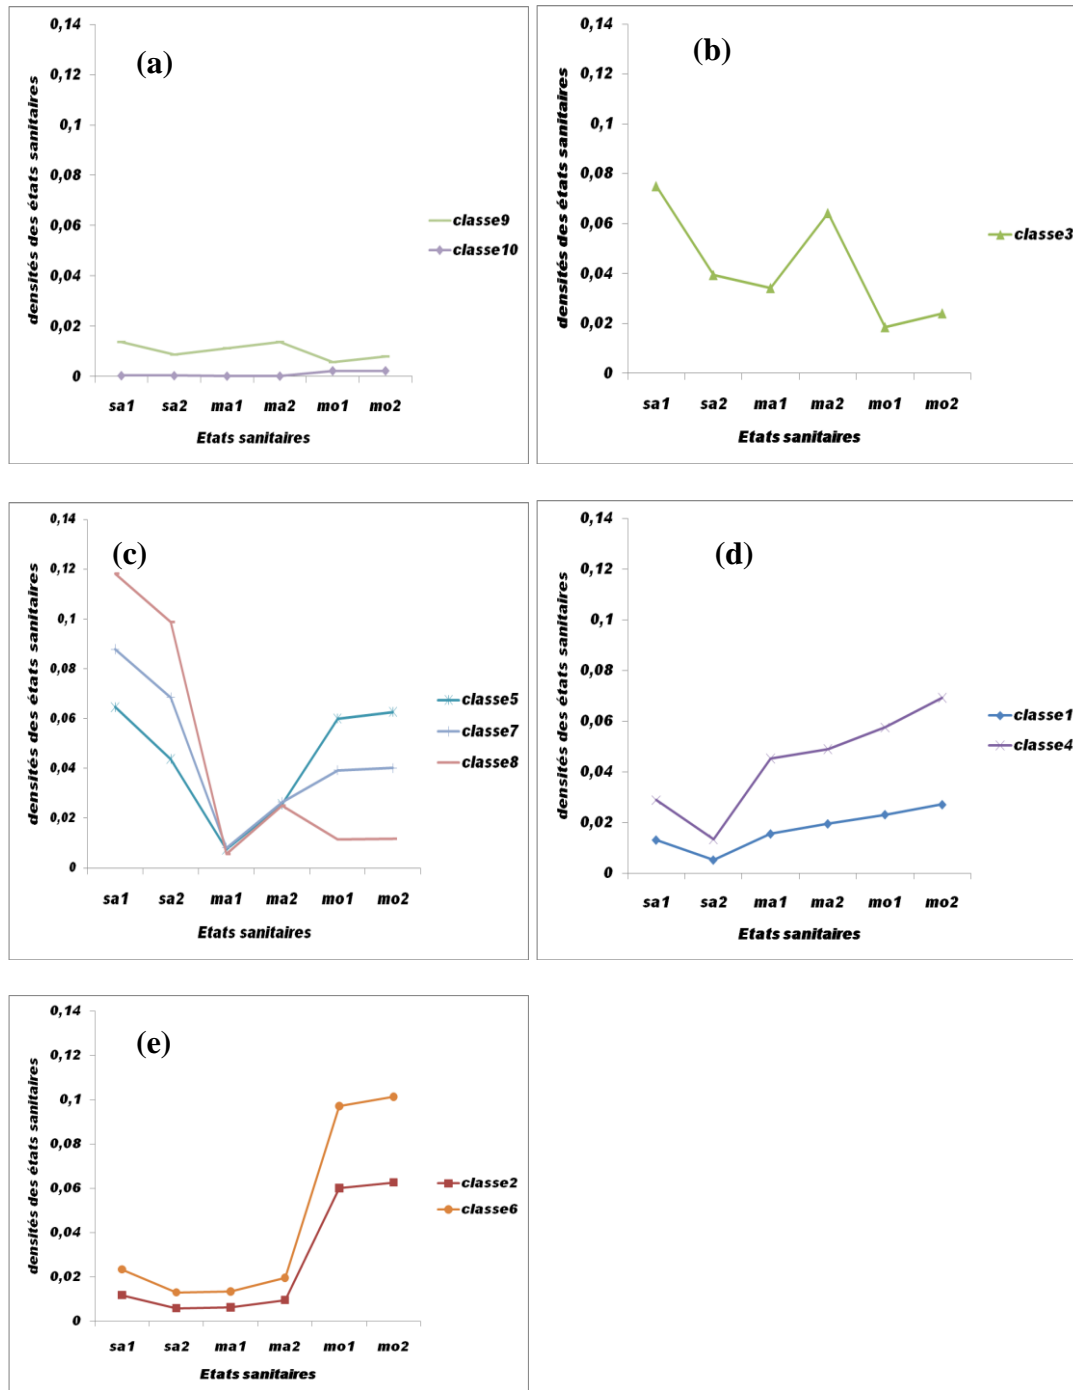 (a)
densités des états sanitaires
0,14
0,12
0,1
0,08
0,06
0,04
0,02
0
sa1 sa2 ma1 ma2 mo1 mo2
Etats sanitaires
classe9
classe10
(b)
densités des états sanitaires
0,14
0,12
0,1
0,08
0,06
0,04
0,02
0
sa1 sa2 ma1 ma2 mo1 mo2
Etats sanitaires
classe3
(c)
densités des états sanitaires
0,14
0,12
0,1
0,08
0,06
0,04
0,02
0
sa1 sa2 ma1 ma2 mo1 mo2
Etats sanitaires
classe5
classe7
classe8
(d)
densités des états sanitaires
0,14
0,12
0,1
0,08
0,06
0,04
0,02
0
sa1 sa2 ma1 ma2 mo1 mo2
Etats sanitaires
classe1
classe4
(e)
densités des états sanitaires
0,14
0,12
0,1
0,08
0,06
0,04
0,02
0
sa1 sa2 ma1 ma2 mo1 mo2
Etats sanitaires
classe2
classe6